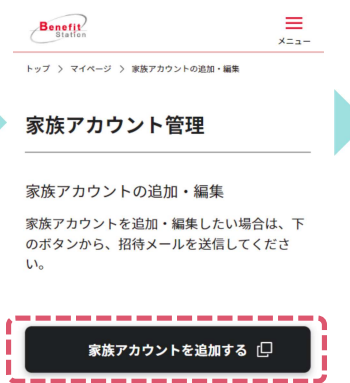 Benefit
Station
メニュー
トップ > マイページ > 家族アカウントの追加・編集
家族アカウント管理
家族アカウントの追加・編集
家族アカウントを追加・編集したい場合は、下
のボタンから、招待メールを送信してくださ
い。
家族アカウントを追加する